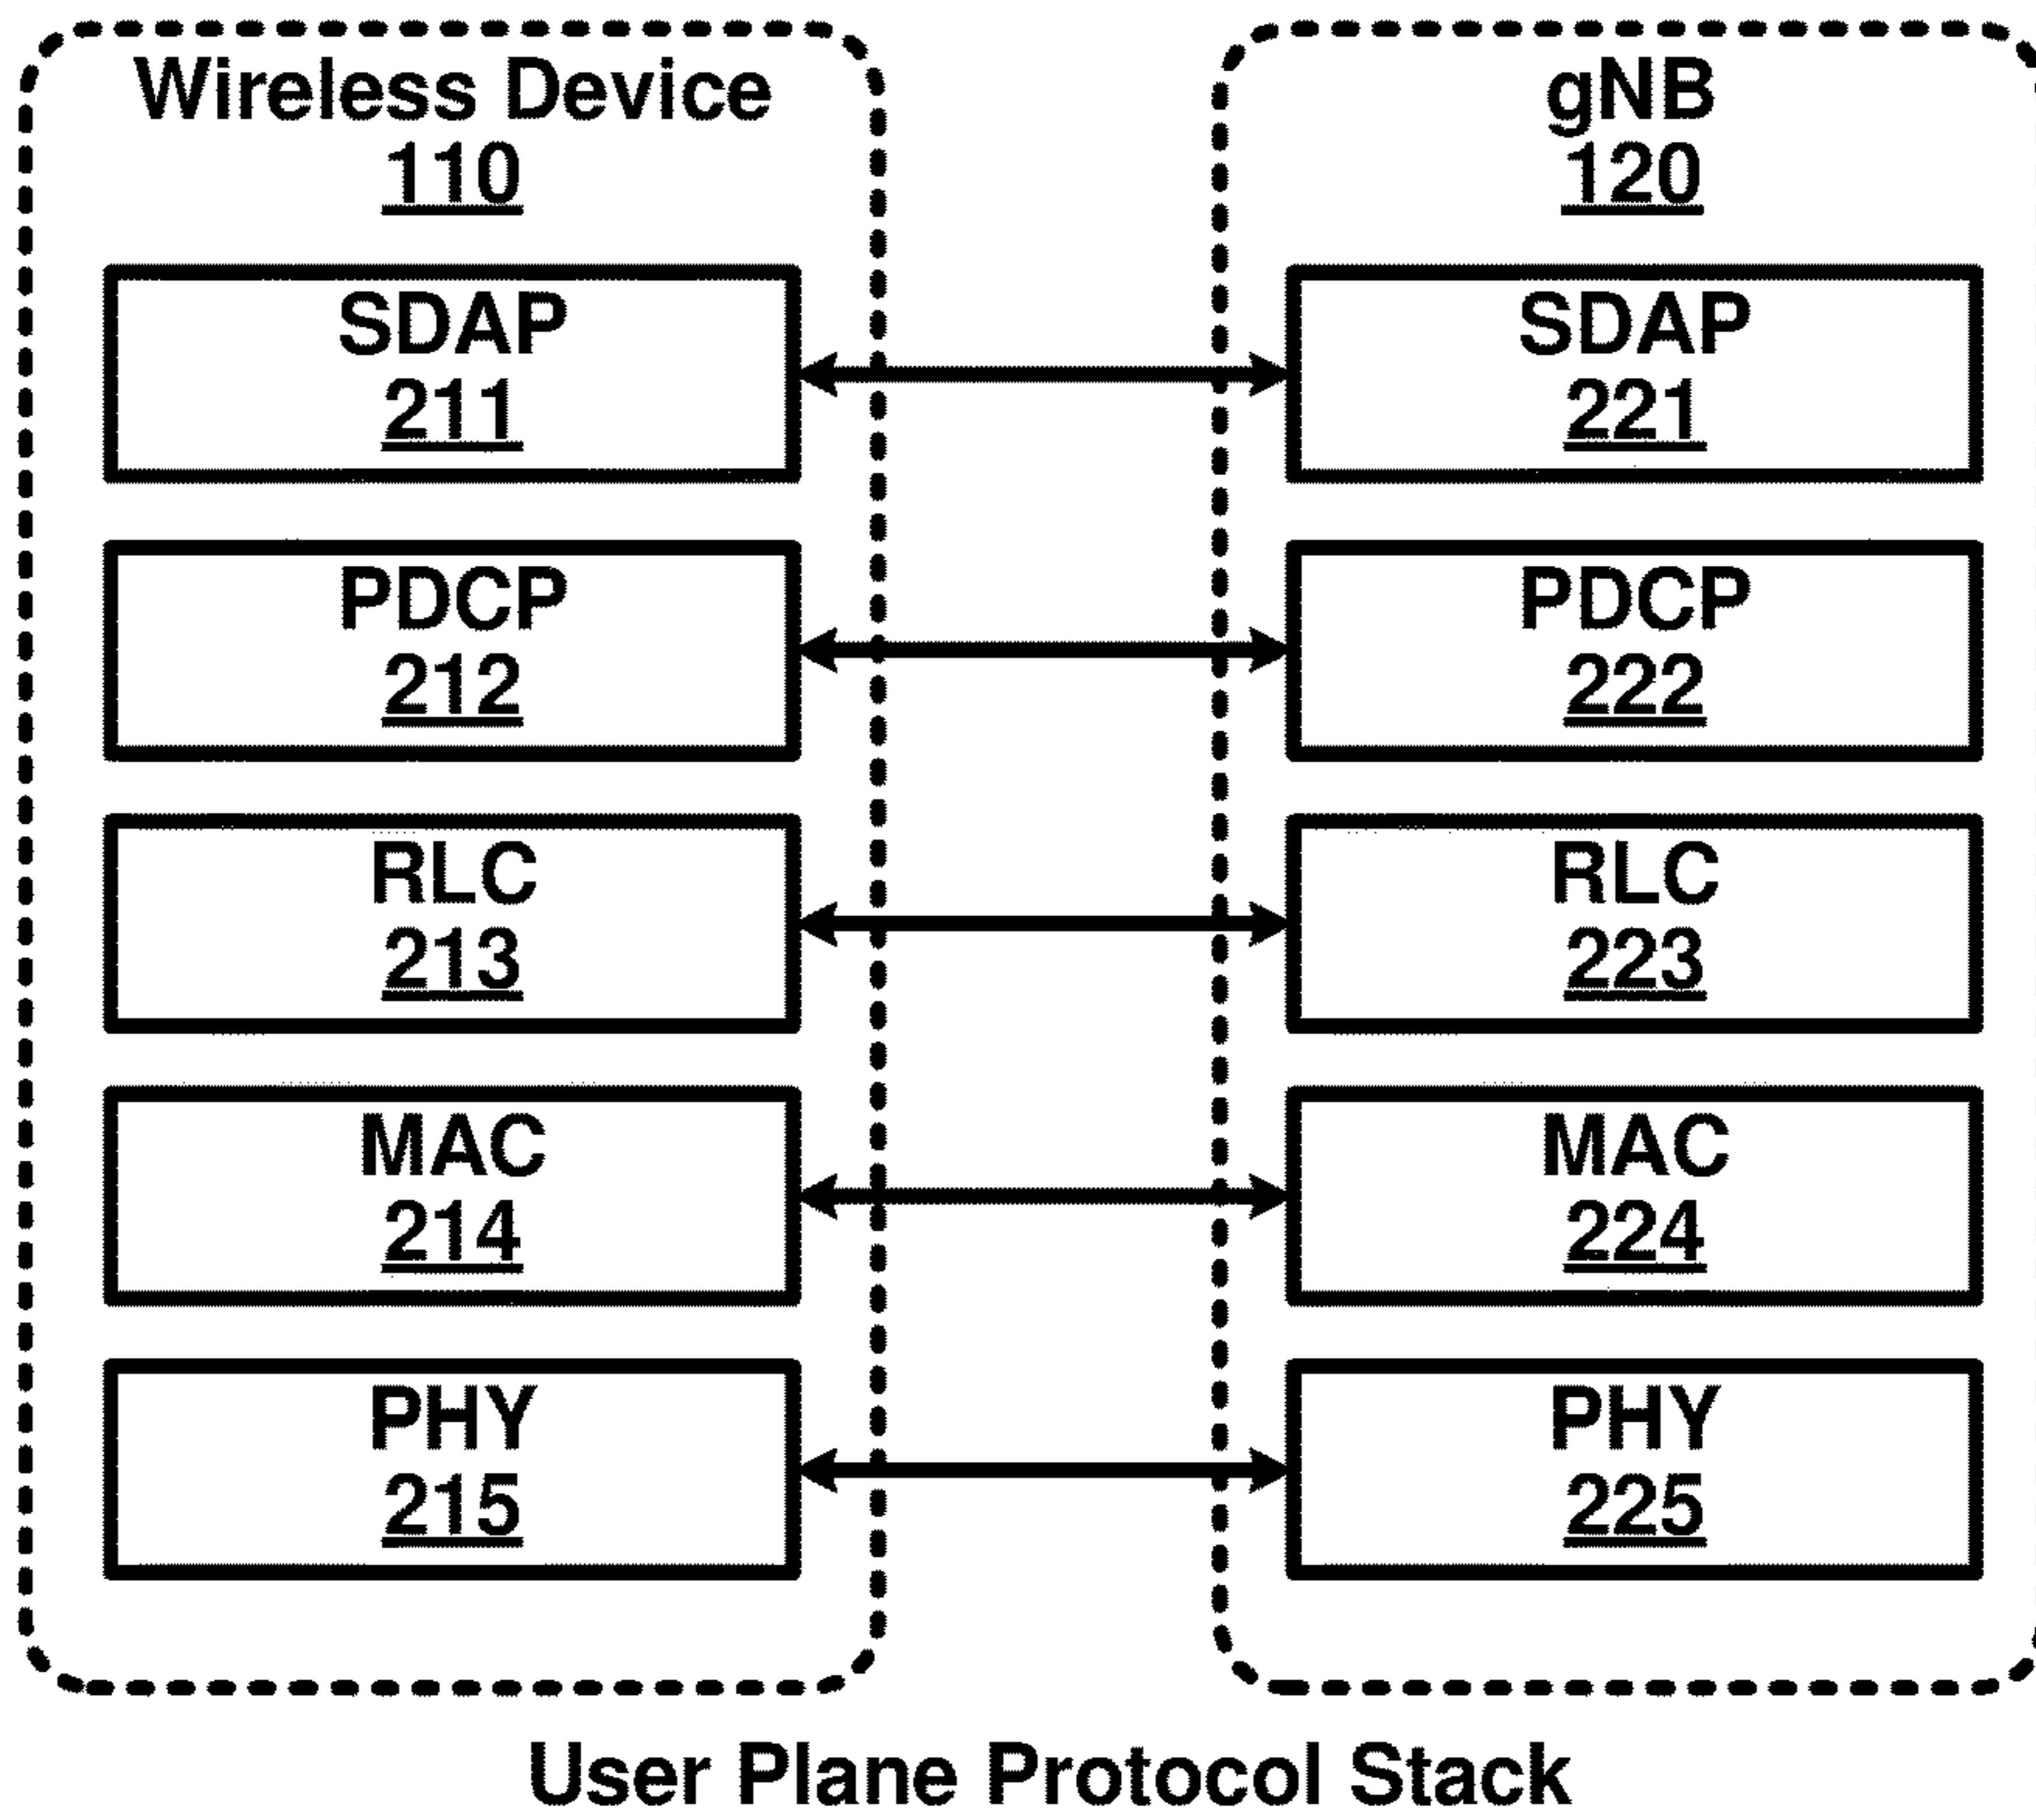 Wireless Device
110
SDAP
211
PDCP
212
RLC
213
MAC
214
PHY
215
gNB
120
SDAP
221
PDCP
222
RLC
223
MAC
224
PHY
225
User Plane Protocol Stack